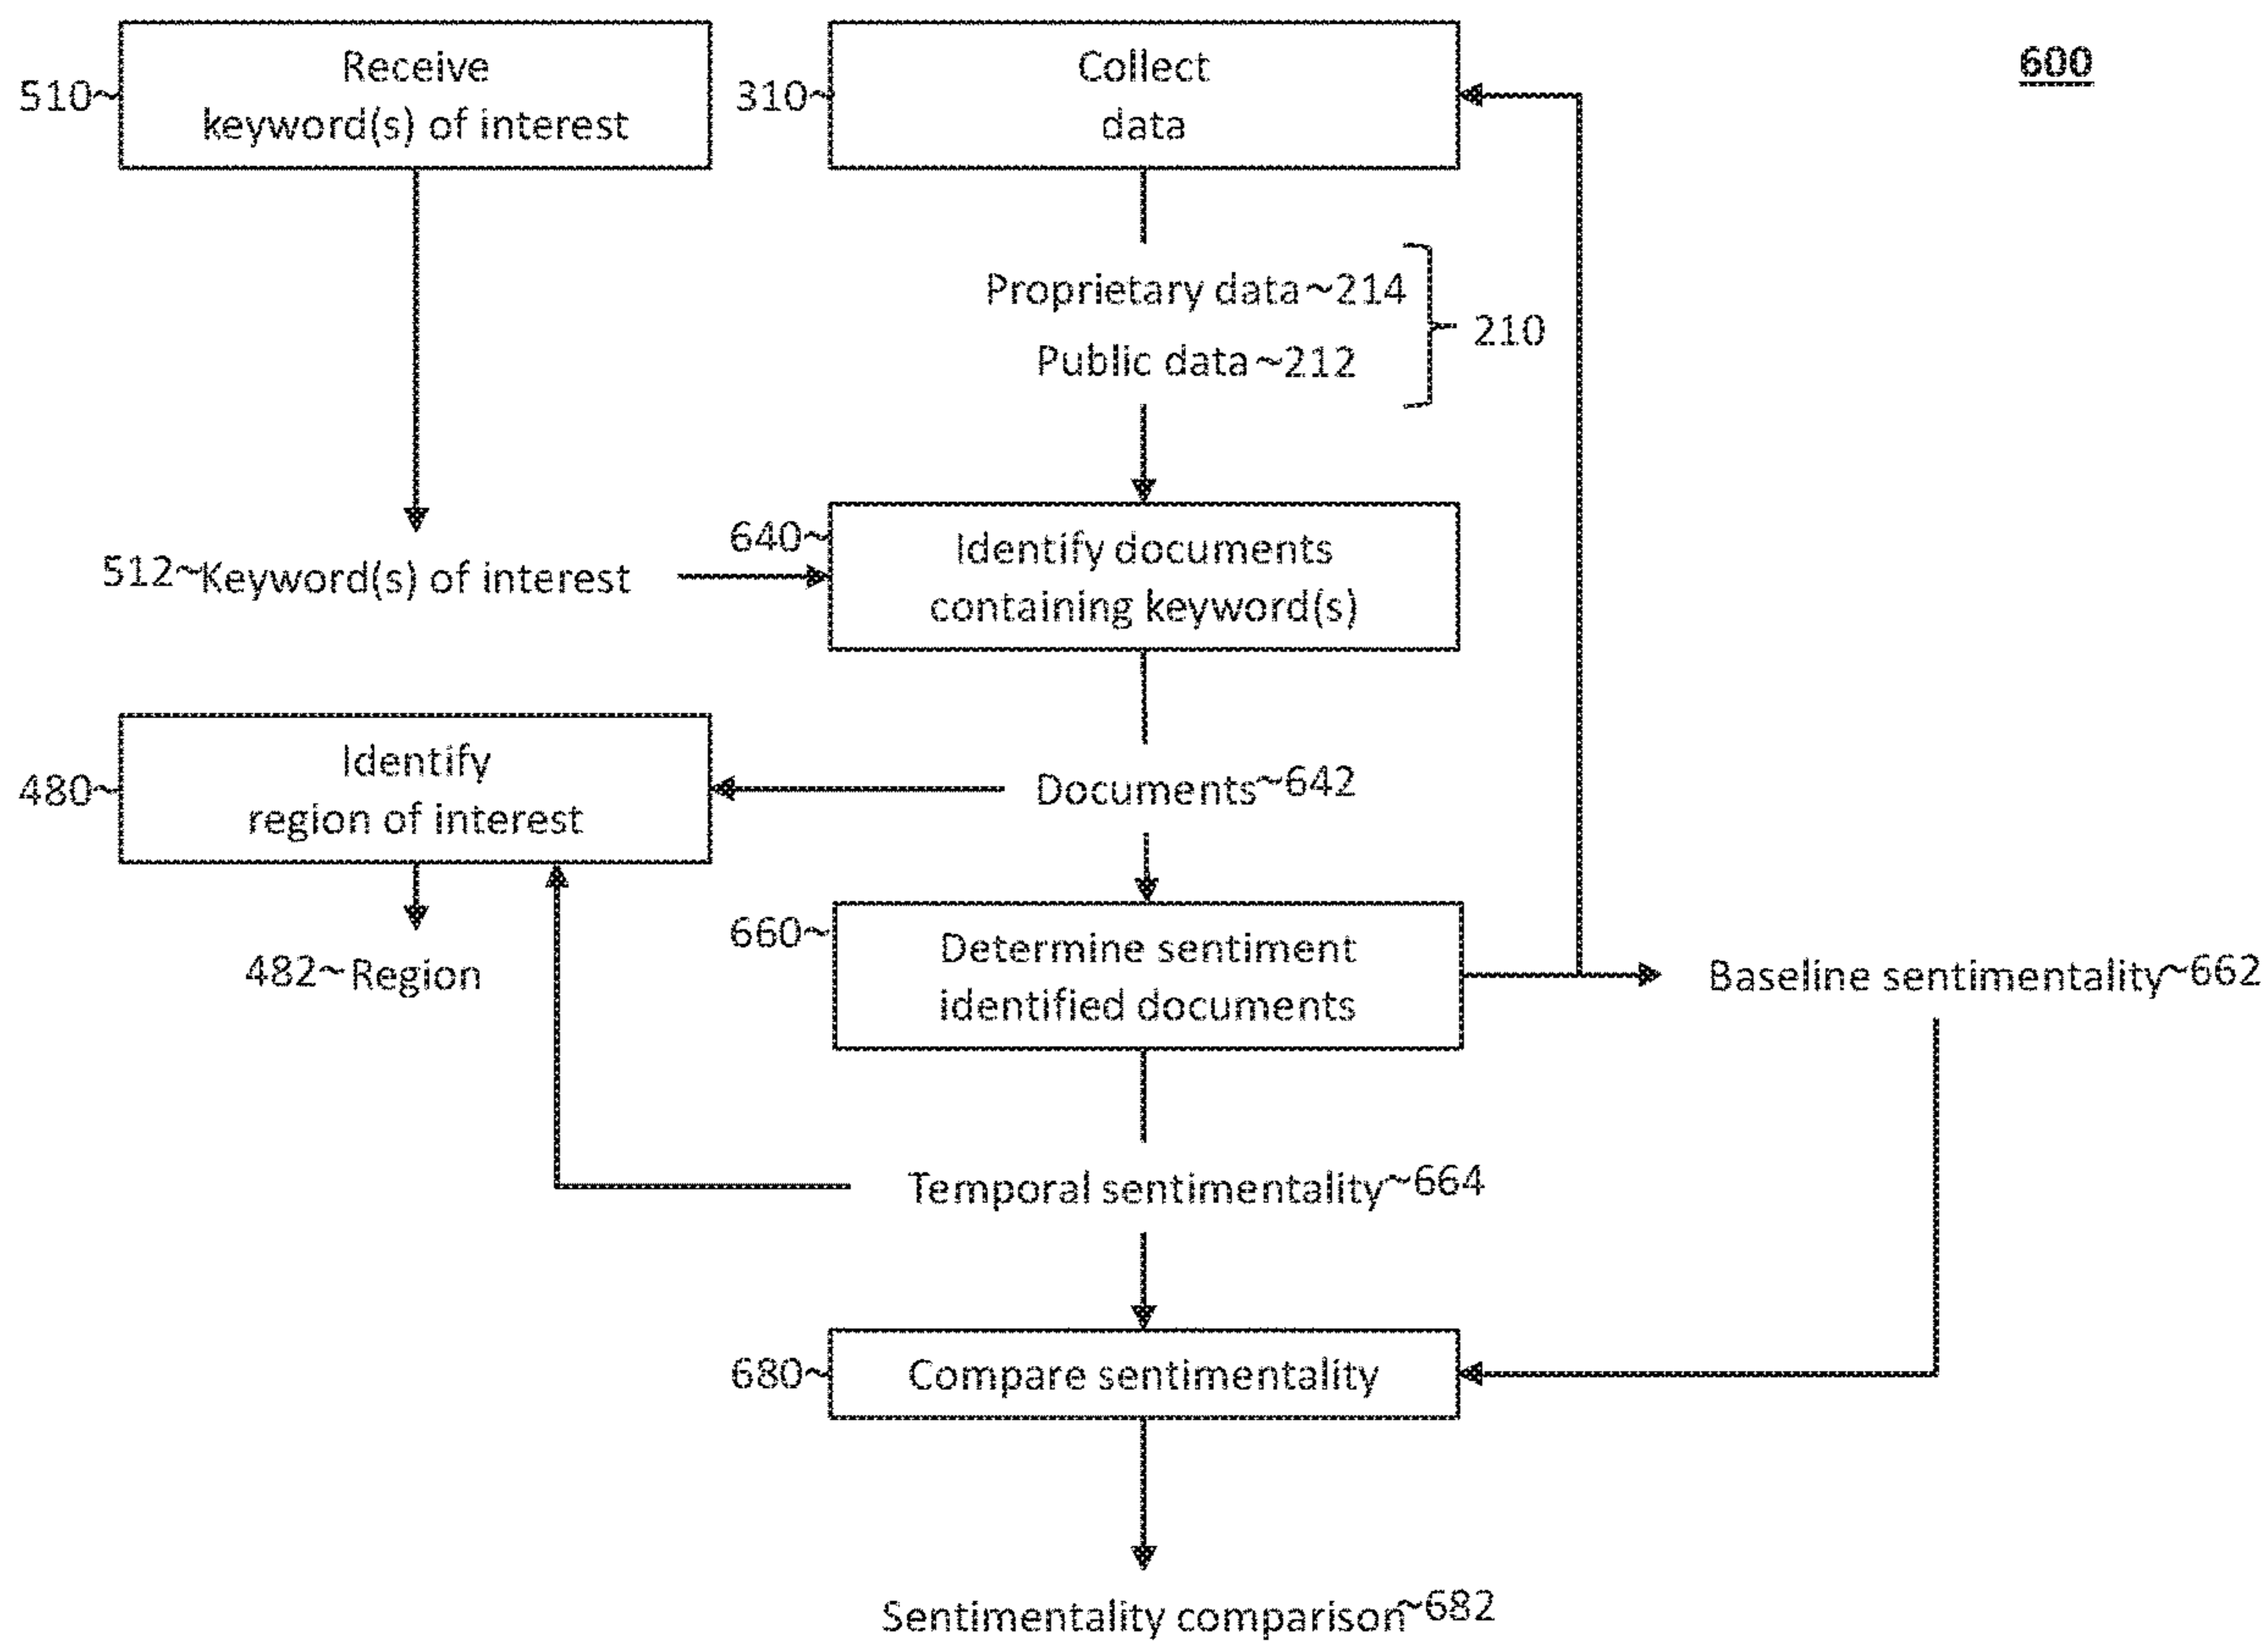 600
510~
Receive
keyword(s) of interest
310~
Collect
data
Proprietary data~214
Public data~212
210
512~Keyword(s) of interest
640~
Identify documents
containing keyword(s)
480~
Identify
region of interest
Documents~642
482~Region
660~
Determine sentiment
identified documents
Baseline sentimentality~662
Temporal sentimentality~664
680~
Compare sentimentality
Sentimentality comparison~682